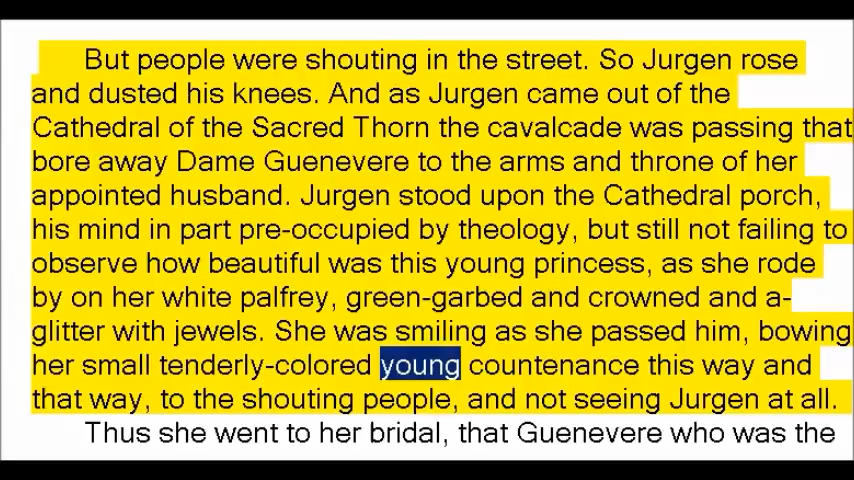 But people were shouting in the street. So Jurgen rose
and dusted his knees. And as Jurgen came out of the
Cathedral of the Sacred Thorn the cavalcade was passing that
bore away Dame Guenevere to the arms and throne of her
appointed husband. Jurgen stood upon the Cathedral porch,
his mind in part pre-occupied by theology, but still not failing to
observe how beautiful was this young princess, as she rode
by on her white palfrey, green-garbed and crowned and a-
glitter with jewels. She was smiling as she passed him, bowing
her small tenderly-colored young countenance this way and
that way, to the shouting people, and not seeing Jurgen at all.
Thus she went to her bridal, that Guenevere who was the